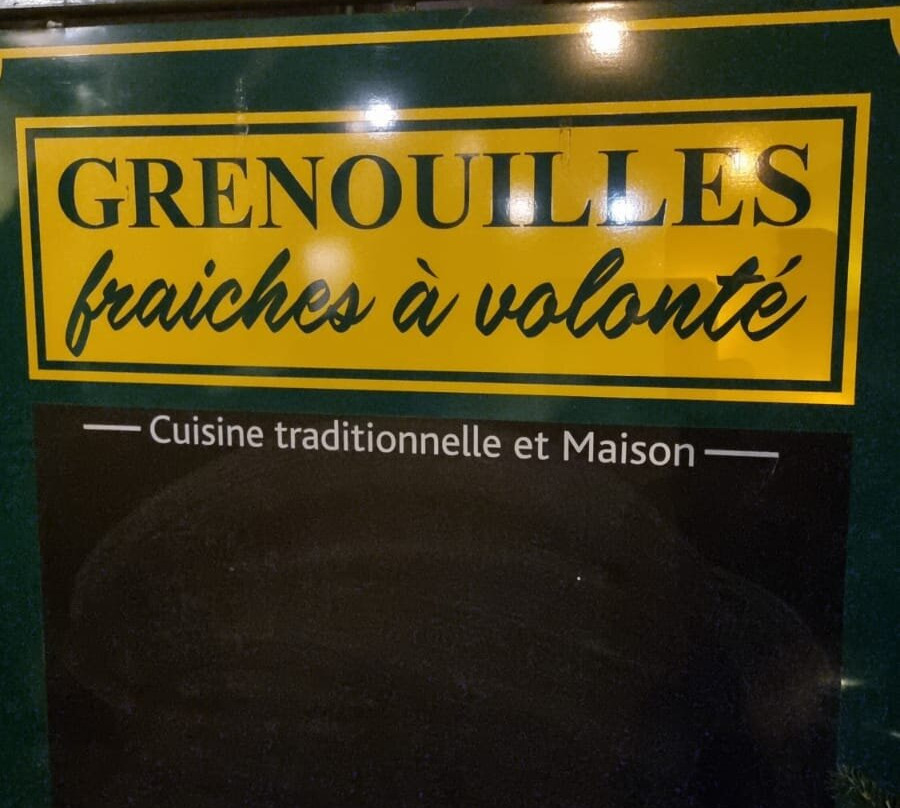 GRENOUILLES
fraiches à volonté
Cuisine traditionnelle et Maison